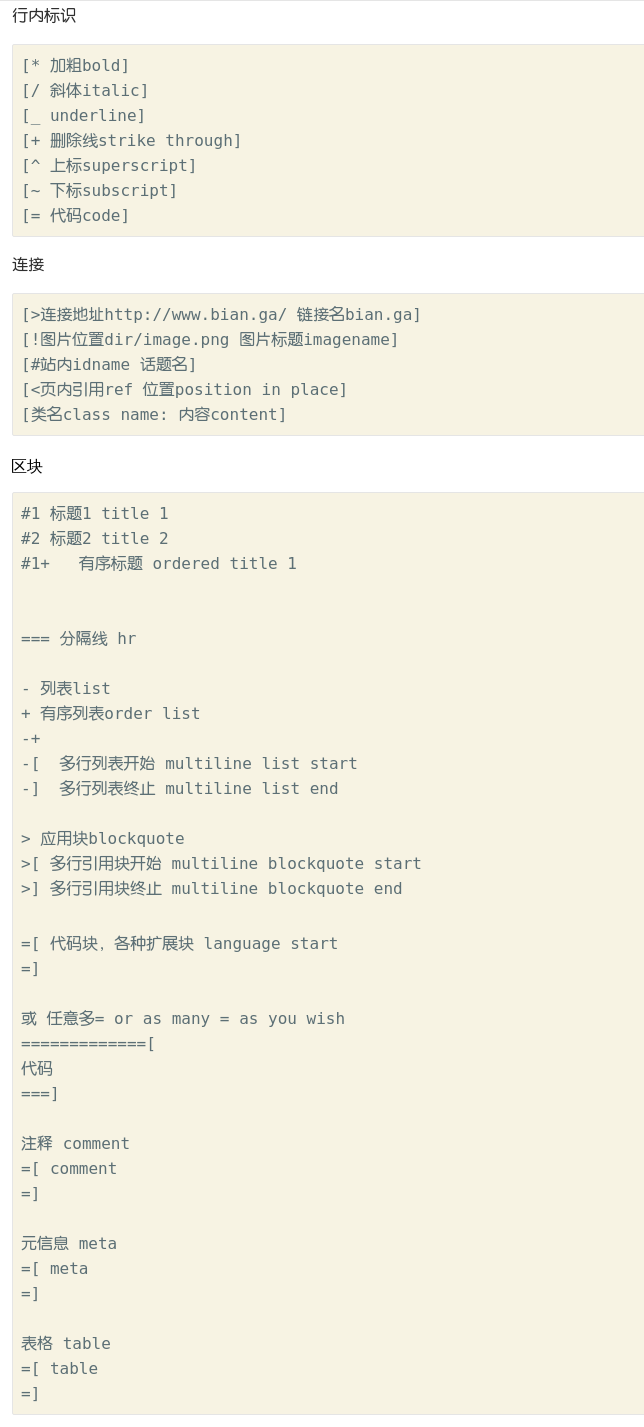 行内标识
[* 加粗bold]
[/ 斜体italic]
[_ underline]
[+ 删除线strike through]
[^ 上标superscript]
[~ 下标subscript]
[= 代码code]
连接
[>连接地址http://www.bian.ga/ 链接名bian.ga]
[!图片位置dir/image.png 图片标题imagename]
[#站内idname 话题名]
[<页内引用ref 位置position in place]
[类名class name: 内容content]
区块
#1 标题1 title 1
#2 标题2 title 2
#1+   有序标题 ordered title 1
=== 分隔线 hr
- 列表list
+ 有序列表order list
-+
-[  多行列表开始 multiline list start
-]  多行列表终止 multiline list end
> 应用块blockquote
>[ 多行引用块开始 multiline blockquote start
>] 多行引用块终止 multiline blockquote end
=[ 代码块，各种扩展块 language start
=]
或 任意多= or as many = as you wish
=============[
代码
===]
注释 comment
=[ comment
=]
元信息 meta
=[ meta
=]
表格 table
=[ table
=]